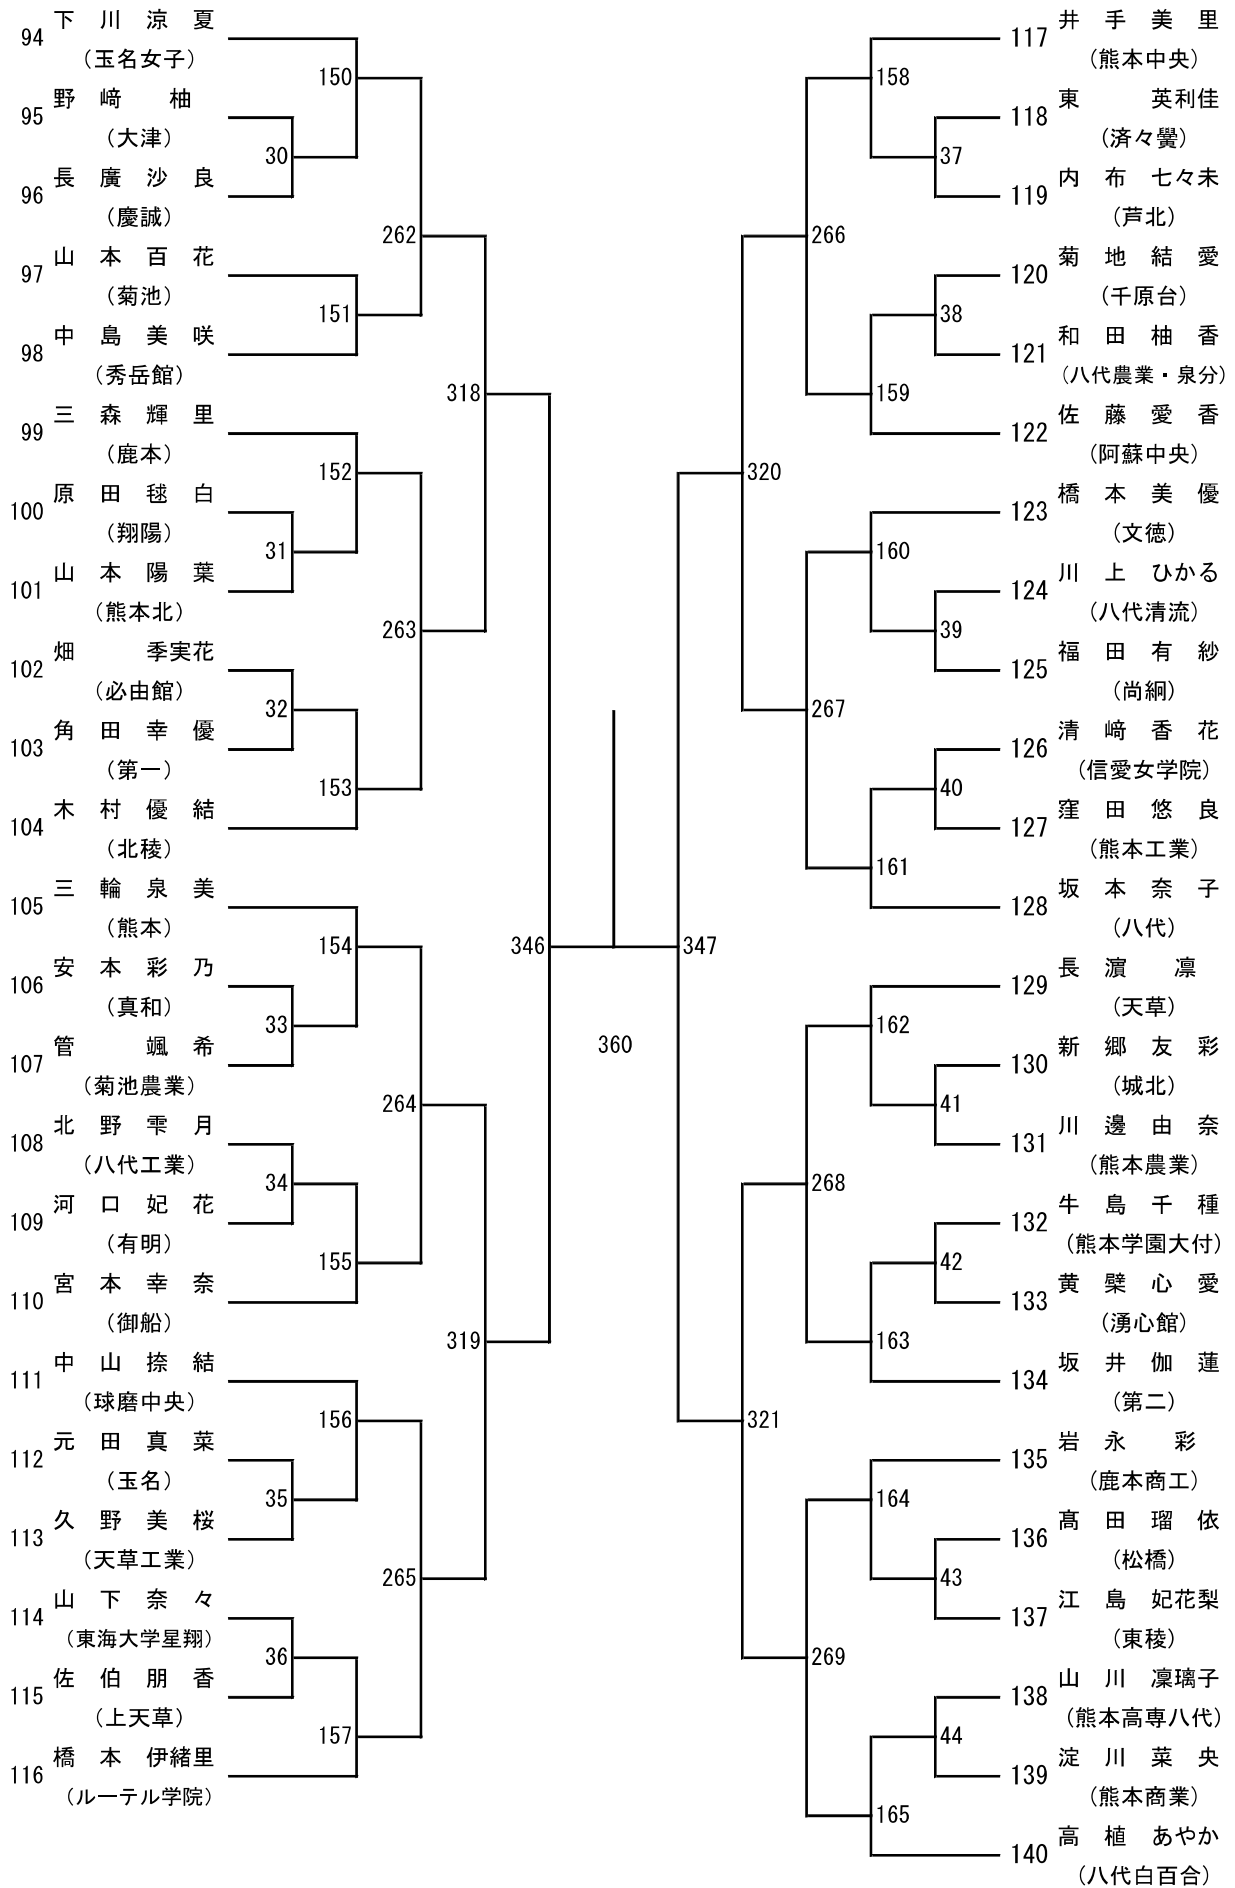 94 下川涼夏
(玉名女子)
95 野﨑柚
(大津)
96 長廣沙良
(慶誠)
97 山本百花
(菊池)
98 中島美咲
(秀岳館)
99 三森輝里
(鹿本)
100 原田毬白
(翔陽)
101 山本陽葉
(熊本北)
102 畑季実花
(必由館)
103 角田幸優
(第一)
104 木村優結
(北稜)
105 三輪泉美
(熊本)
106 安本彩乃
(真和)
107 管颯希
(菊池農業)
108 北野雫月
(八代工業)
109 河口妃花
(有明)
110 宮本幸奈
(御船)
111 中山捺結
(球磨中央)
112 元田真菜
(玉名)
113 久野美桜
(天草工業)
114 山下奈々
(東海大学星翔)
115 佐伯朋香
(上天草)
116 橋本伊緒里
(ルーテル学院)
30
31
32
33
34
35
36
150
151
152
153
154
155
156
157
262
263
264
265
318
319
346
360
347
320
321
266
267
268
269
158
159
160
161
162
163
164
165
37
38
39
40
41
42
43
44
117 井手美里
(熊本中央)
118 東英利佳
(済々黌)
119 内布七々未
(芦北)
120 菊地結愛
(千原台)
121 和田柚香
(八代農業・泉分)
122 佐藤愛香
(阿蘇中央)
123 橋本美優
(文徳)
124 川上ひかる
(八代清流)
125 福田有紗
(尚絅)
126 清﨑香花
(信愛女学院)
127 窪田悠良
(熊本工業)
128 坂本奈子
(八代)
129 長濵凛
(天草)
130 新郷友彩
(城北)
131 川邊由奈
(熊本農業)
132 牛島千種
(熊本学園大付)
133 黄檗心愛
(湧心館)
134 坂井伽蓮
(第二)
135 岩永彩
(鹿本商工)
136 髙田瑠依
(松橋)
137 江島妃花梨
(東稜)
138 山川凜璃子
(熊本高専八代)
139 淀川菜央
(熊本商業)
140 高植あやか
(八代白百合)